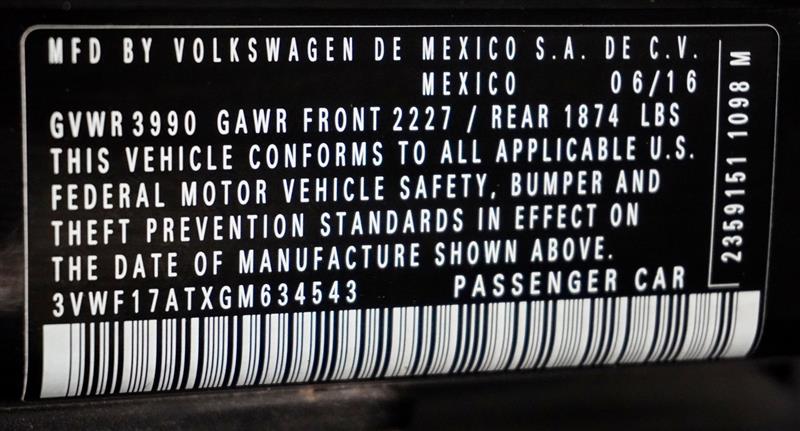 MFD BY VOLKSWAGEN DE MEXICO S.A. DE C.V.
MEXICO 06/16
GVWR 3990 GAWR FRONT 2227 / REAR 1874 LBS
THIS VEHICLE CONFORMS TO ALL APPLICABLE U.S.
FEDERAL MOTOR VEHICLE SAFETY, BUMPER AND
THEFT PREVENTION STANDARDS IN EFFECT ON
THE DATE OF MANUFACTURE SHOWN ABOVE.
3VWF17ATXGM634543 PASSENGER CAR
2359151 1098 M